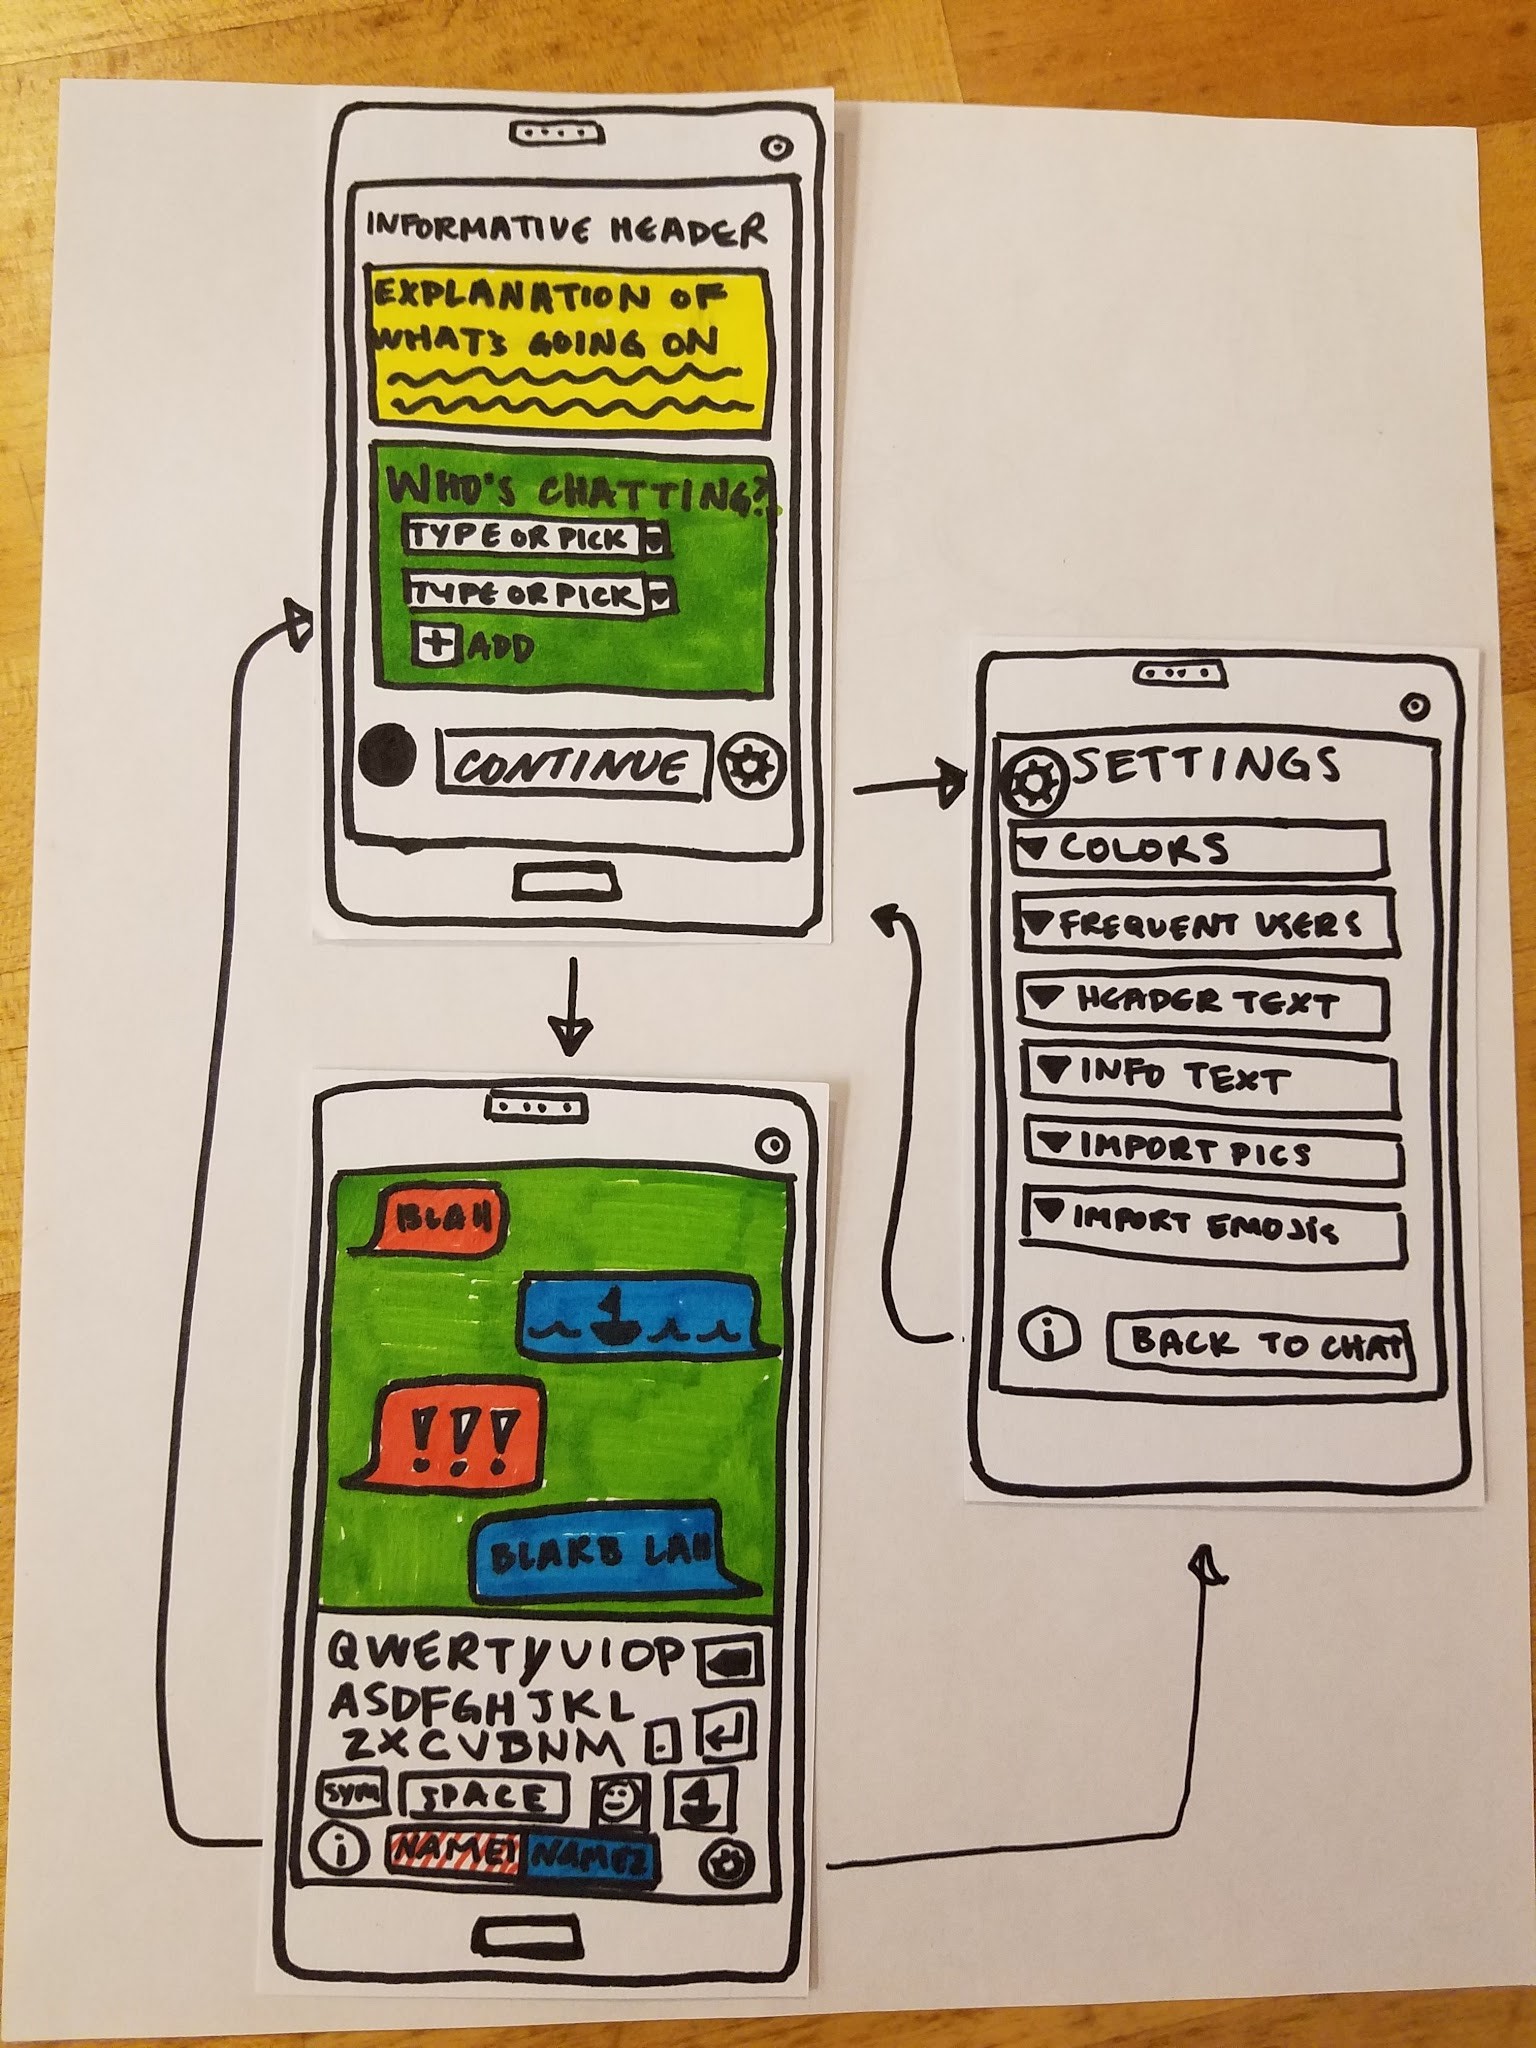 INFORMATIVE HEADER
EXPLANATION OF
WHAT'S GOING ON
WHO'S CHATTING?
TYPE OR PICK
TYPE OR PICK
+ ADD
CONTINUE
SETTINGS
COLORS
FREQUENT USERS
HEADER TEXT
INFO TEXT
IMPORT PICS
IMPORT EMOJIS
i
BACK TO CHAT
BLAH
!!!
BLARB LAH
QWERTYUIOP
ASDFGHJKL
ZXCVBNM .
SYM SPACE
i NAME1 NAME2